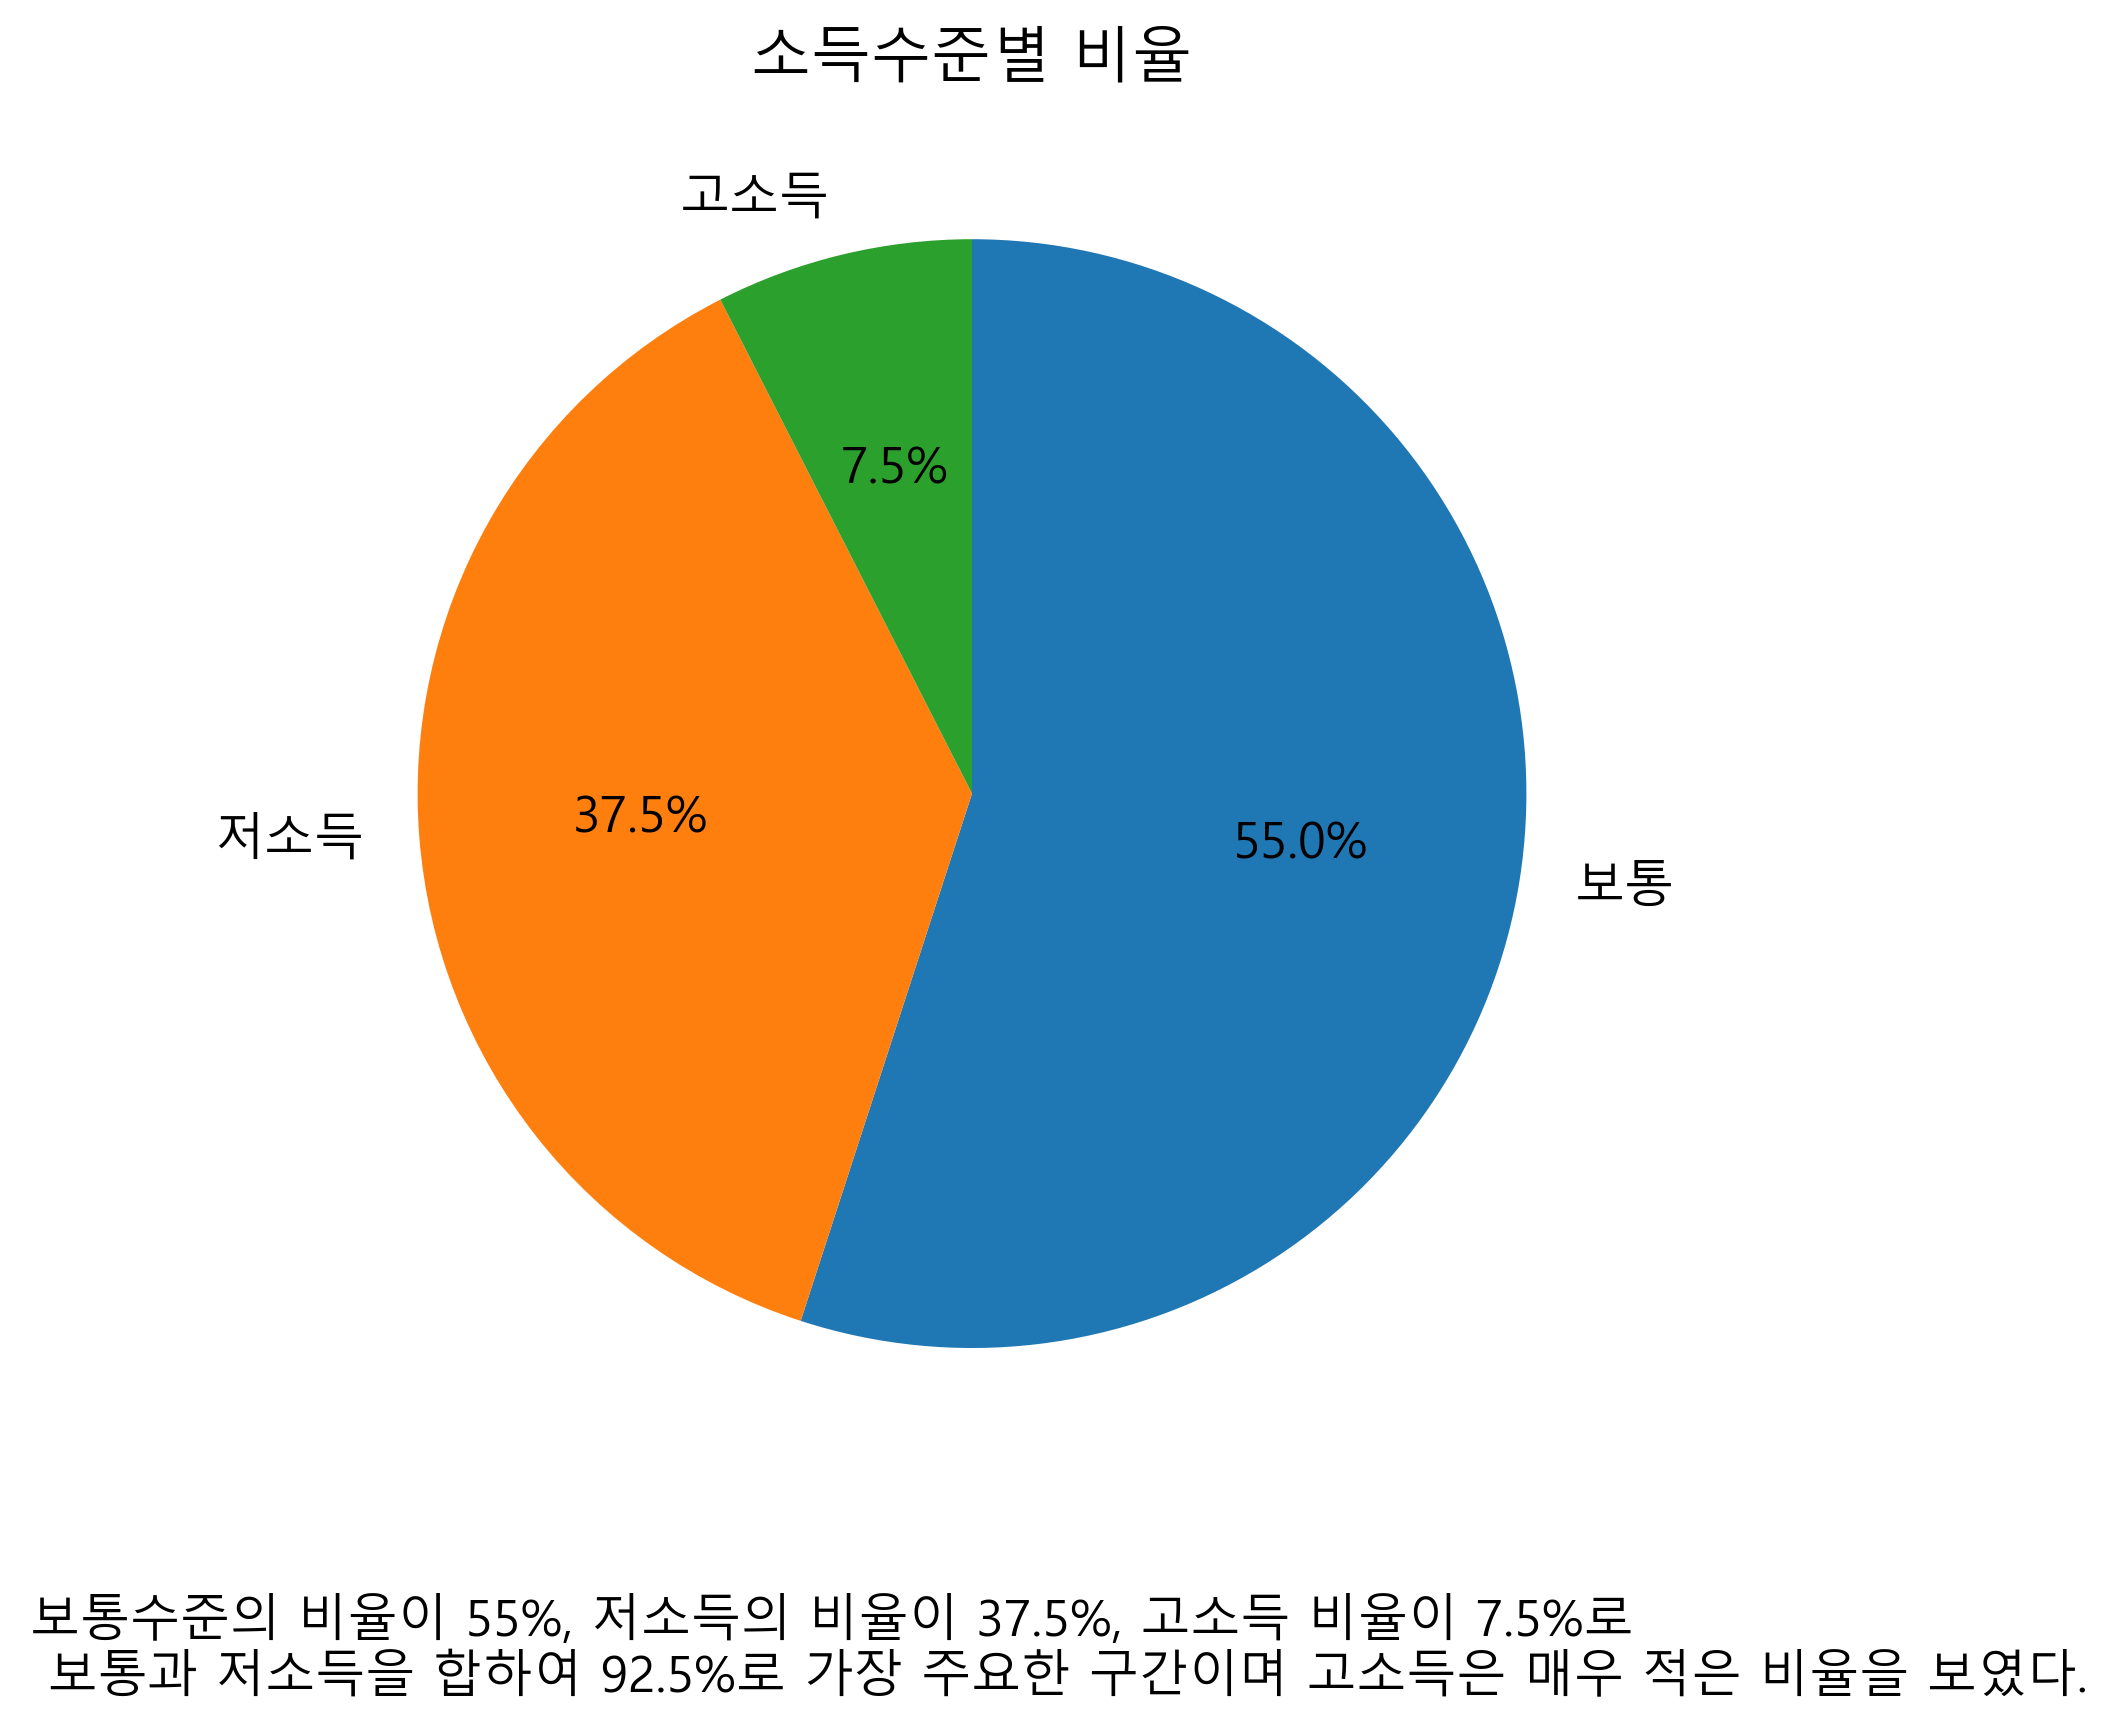 소득수준별 비율
고소득
7.5%
37.5%
저소득
55.0%
보통
보통수준의 비율이 55%, 저소득의 비율이 37.5%, 고소득 비율이 7.5%로
보통과 저소득을 합하여 92.5%로 가장 주요한 구간이며 고소득은 매우 적은 비율을 보였다.